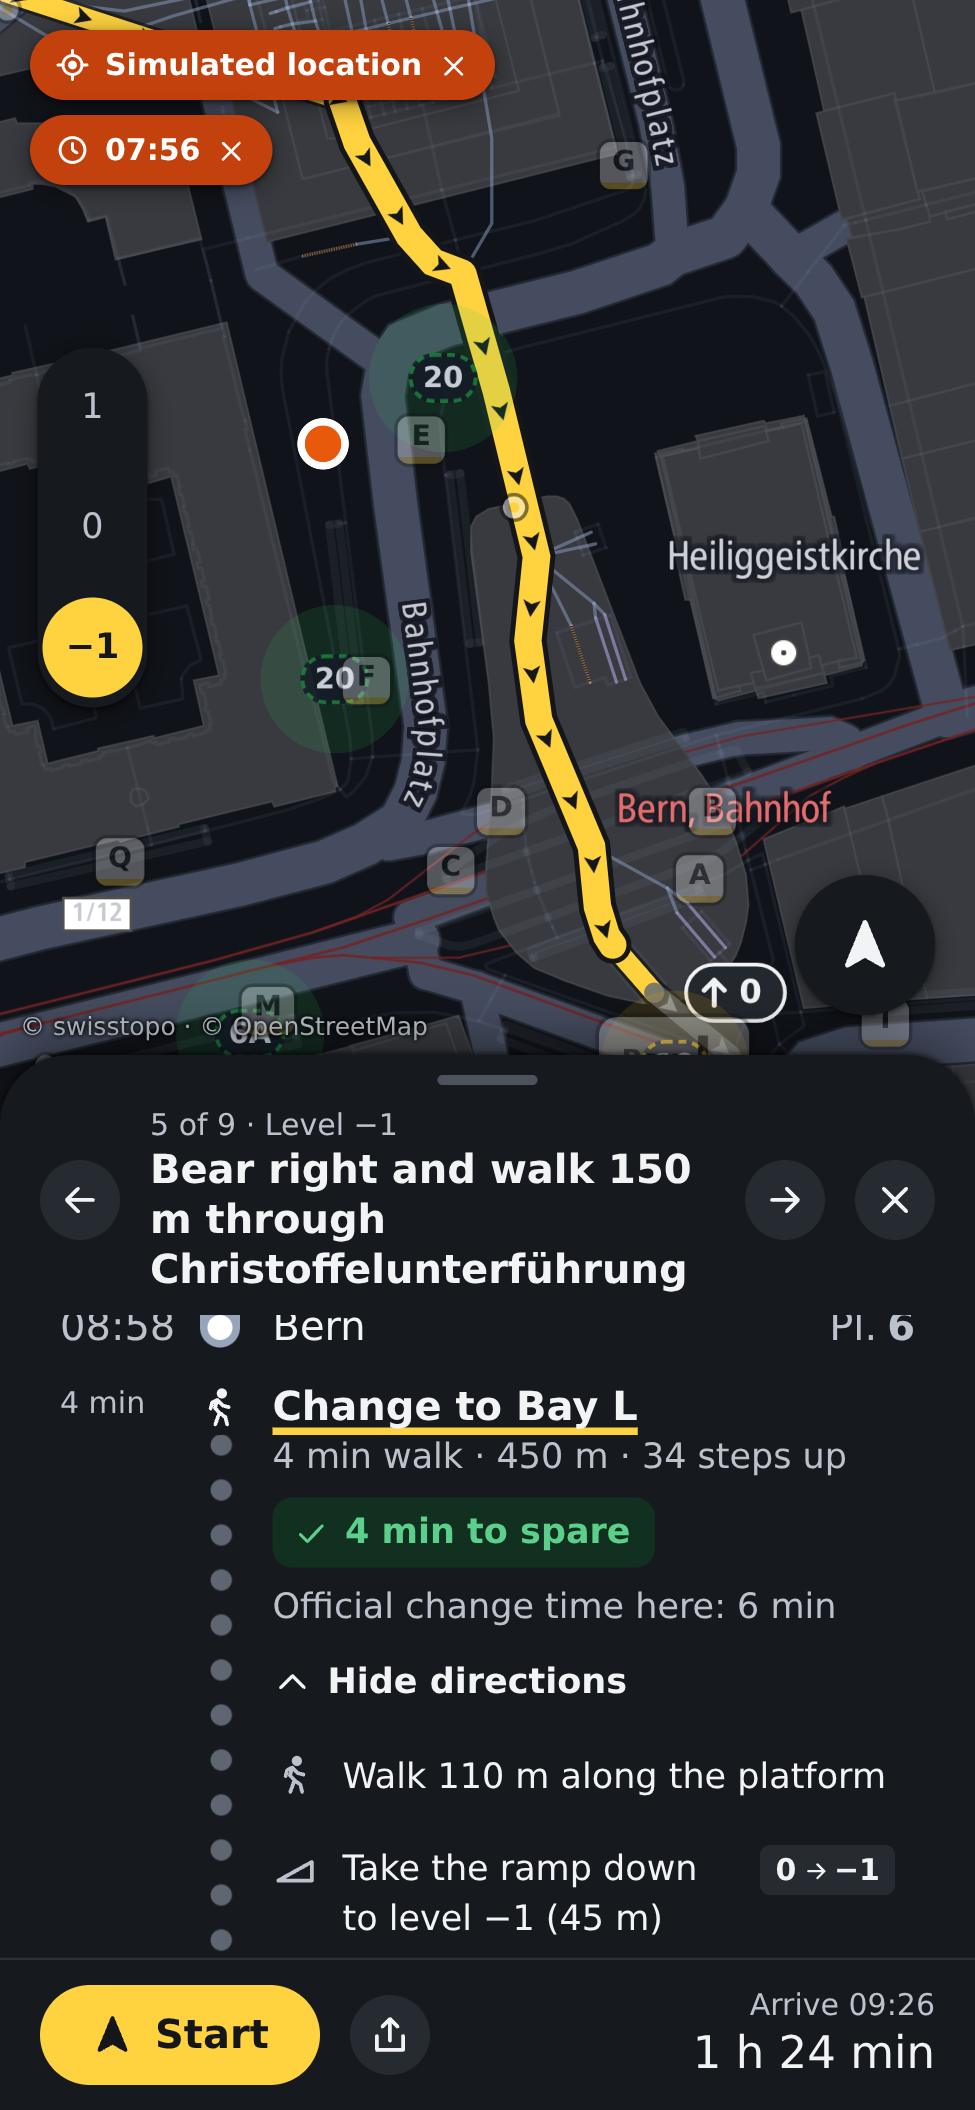 Bahnhofplatz
Simulated location
07:56
G
1
20
E
0
Heiliggeistkirche
−1
20
F
Bahnhofplatz
D
Bern, Bahnhof
B
Q
C
A
1/12
↑ 0
M
© swisstopo · © OpenStreetMap
5 of 9 · Level −1
Bear right and walk 150
m through
Christoffelunterführung
08:58 Bern Pl. 6
4 min Change to Bay L
4 min walk · 450 m · 34 steps up
4 min to spare
Official change time here: 6 min
Hide directions
Walk 110 m along the platform
Take the ramp down 0 → −1
to level −1 (45 m)
Start
Arrive 09:26
1 h 24 min